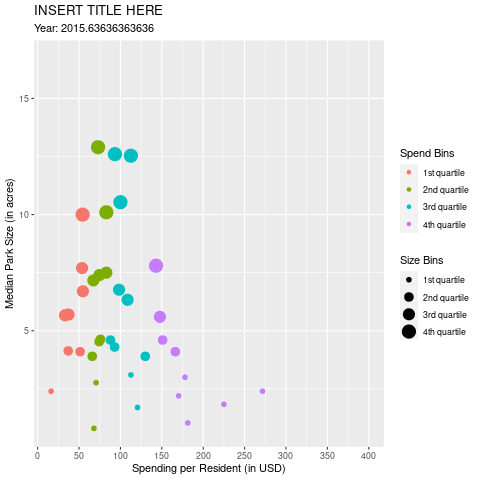 INSERT TITLE HERE
Year: 2015.63636363636
15
10
5
Median Park Size (in acres)
0
50
100
150
200
250
300
350
400
Spending per Resident (in USD)
Spend Bins
1st quartile
2nd quartile
3rd quartile
4th quartile
Size Bins
1st quartile
2nd quartile
3rd quartile
4th quartile